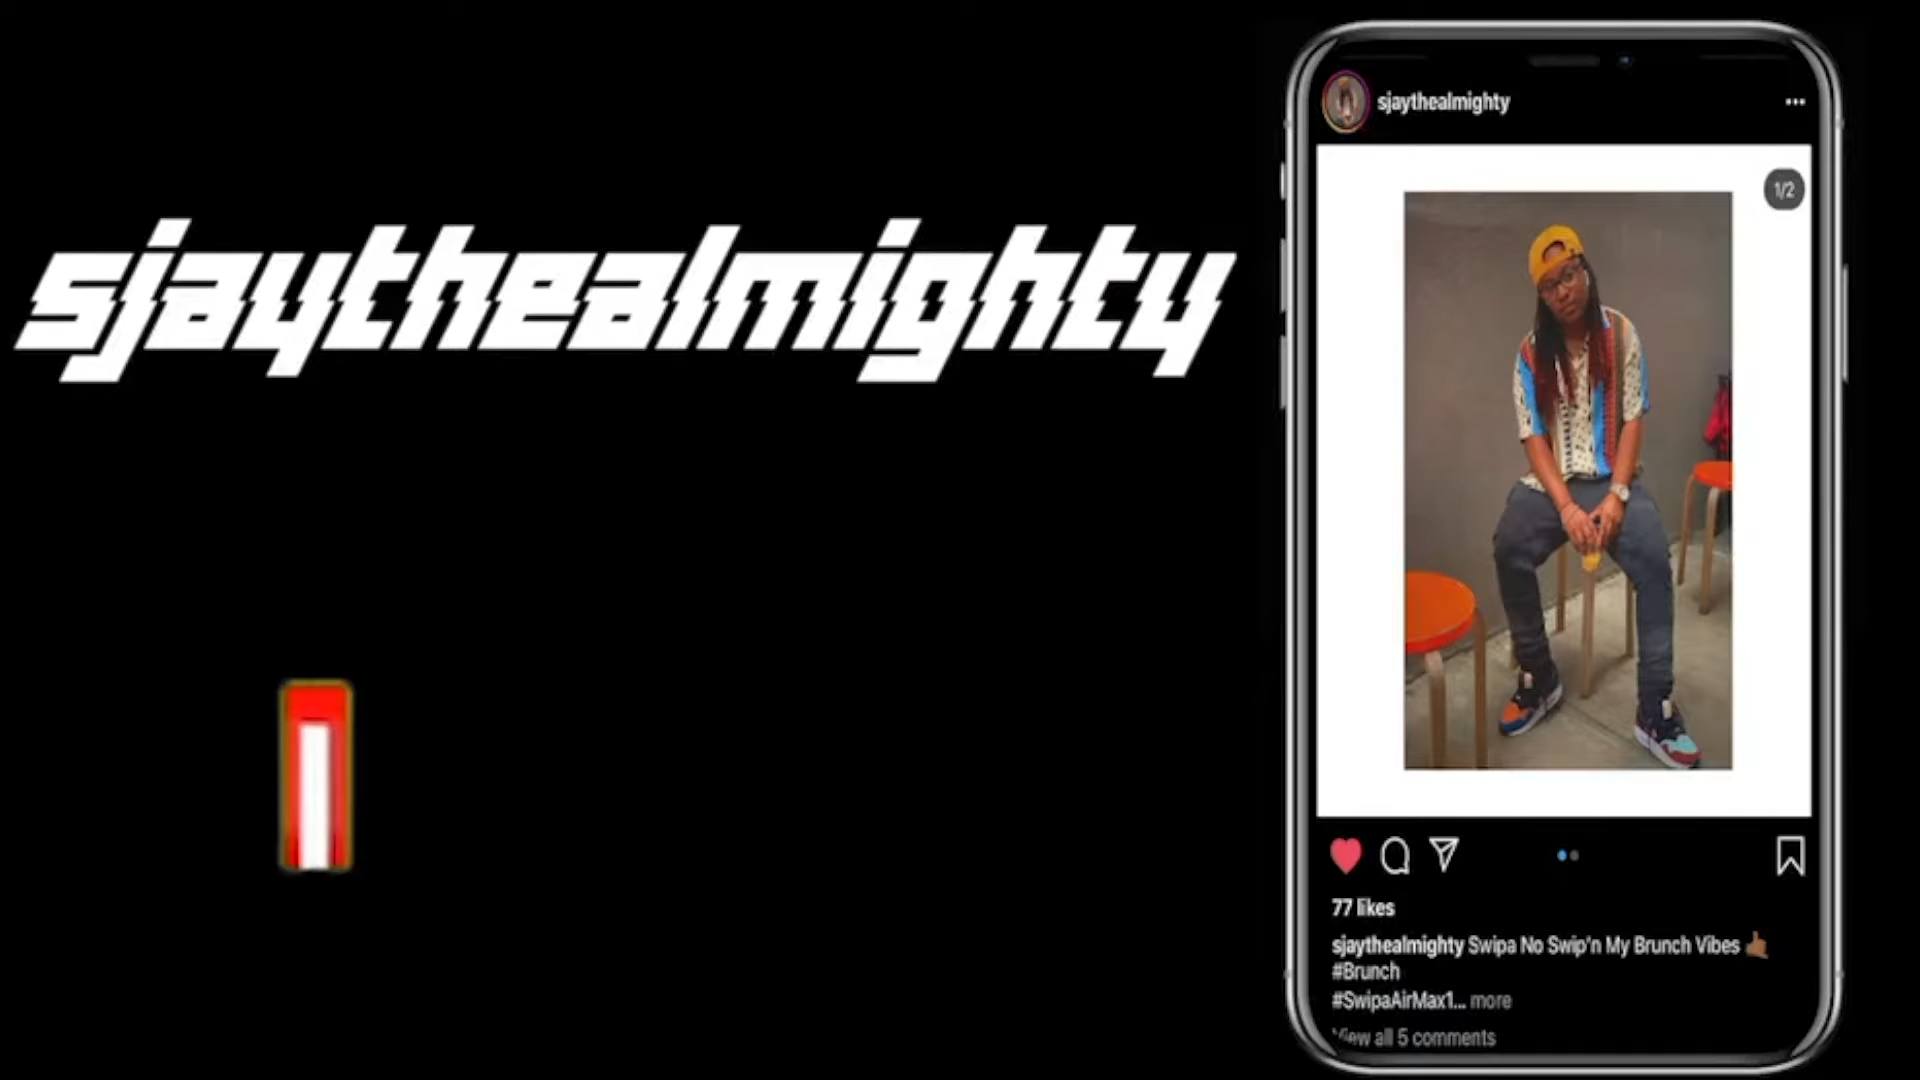 sjaythealmighty
sjaythealmighty
1/2
77 likes
sjaythealmighty Swipa No Swip'n My Brunch Vibes 🤙🏾
#Brunch
#SwipaAirMax1... more
View all 5 comments